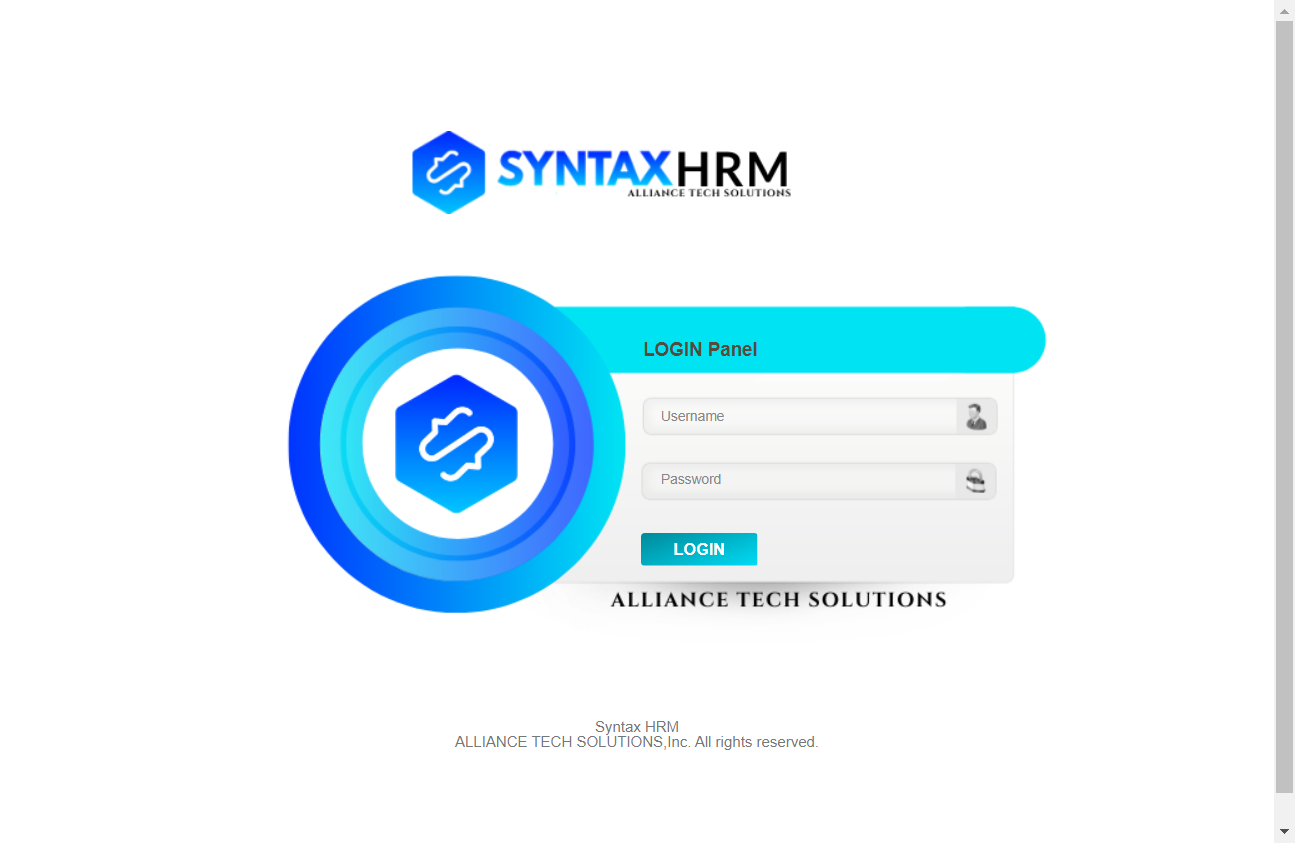 SYNTAXHRM
ALLIANCE TECH SOLUTIONS
LOGIN Panel
Username
Password
LOGIN
ALLIANCE TECH SOLUTIONS
Syntax HRM
ALLIANCE TECH SOLUTIONS,Inc. All rights reserved.